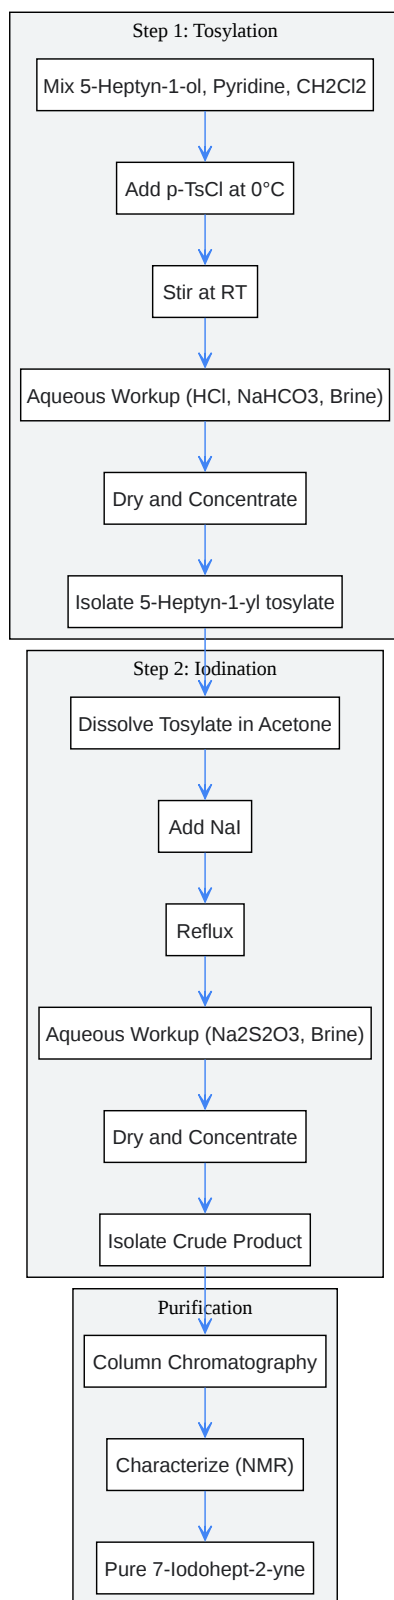 Step 1: Tosylation
Mix 5-Heptyn-1-ol, Pyridine, CH2Cl2
Add p-TsCl at 0°C
Stir at RT
Aqueous Workup (HCl, NaHCO3, Brine)
Dry and Concentrate
Isolate 5-Heptyn-1-yl tosylate
Step 2: Iodination
Dissolve Tosylate in Acetone
Add NaI
Reflux
Aqueous Workup (Na2S2O3, Brine)
Dry and Concentrate
Isolate Crude Product
Purification
Column Chromatography
Characterize (NMR)
Pure 7-Iodohept-2-yne